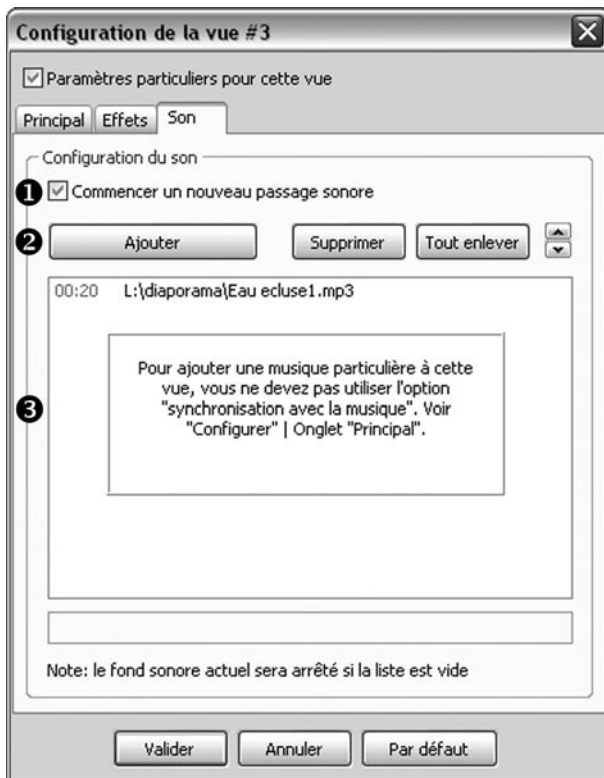 Configuration de la vue #3
Paramètres particuliers pour cette vue
Principal Effets Son
Configuration du son
❶ Commencer un nouveau passage sonore
❷ Ajouter Supprimer Tout enlever
00:20 L:\diaporama\Eau ecluse1.mp3
Pour ajouter une musique particulière à cette
vue, vous ne devez pas utiliser l'option
❸ "synchronisation avec la musique". Voir
"Configurer" | Onglet "Principal".
Note: le fond sonore actuel sera arrêté si la liste est vide
Valider Annuler Par défaut